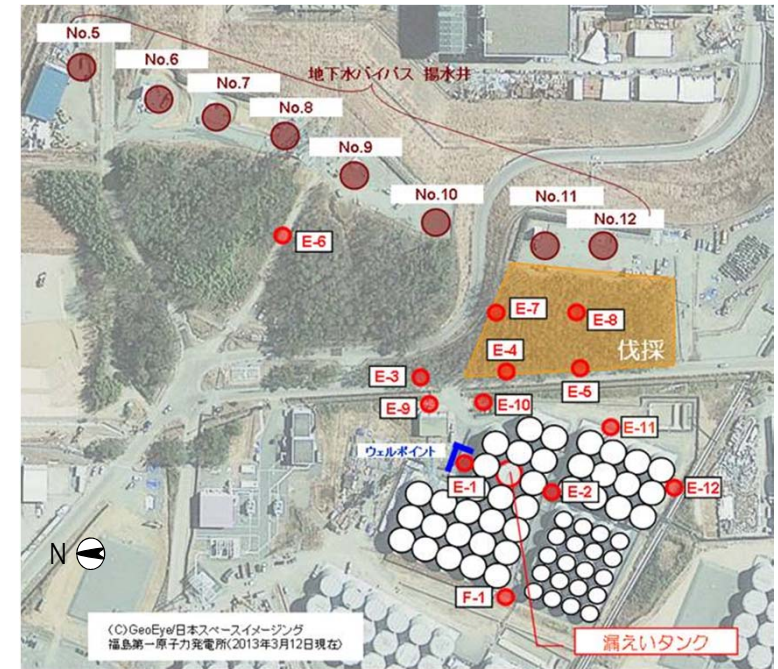 No.5
No.6
No.7
地下水バイパス 揚水井
No.8
No.9
No.10
No.11
No.12
E-6
E-7
E-8
伐採
E-4
E-5
E-3
E-9
E-10
E-11
ウェルポイント
E-1
E-2
E-12
N
F-1
(C)GeoEye/日本スペースイメージング
福島第一原子力発電所(2013年3月12日現在)
漏えいタンク